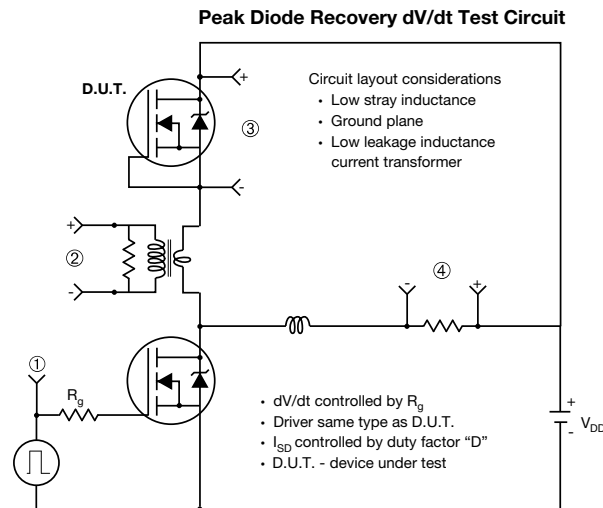 Peak Diode Recovery dV/dt Test Circuit
D.U.T.
+
Circuit layout considerations
• Low stray inductance
• Ground plane
• Low leakage inductance
current transformer
③
-
+
②
-
④
-
+
①
Rg
• dV/dt controlled by Rg
• Driver same type as D.U.T.
• ISD controlled by duty factor “D”
• D.U.T. - device under test
+
-
VDD